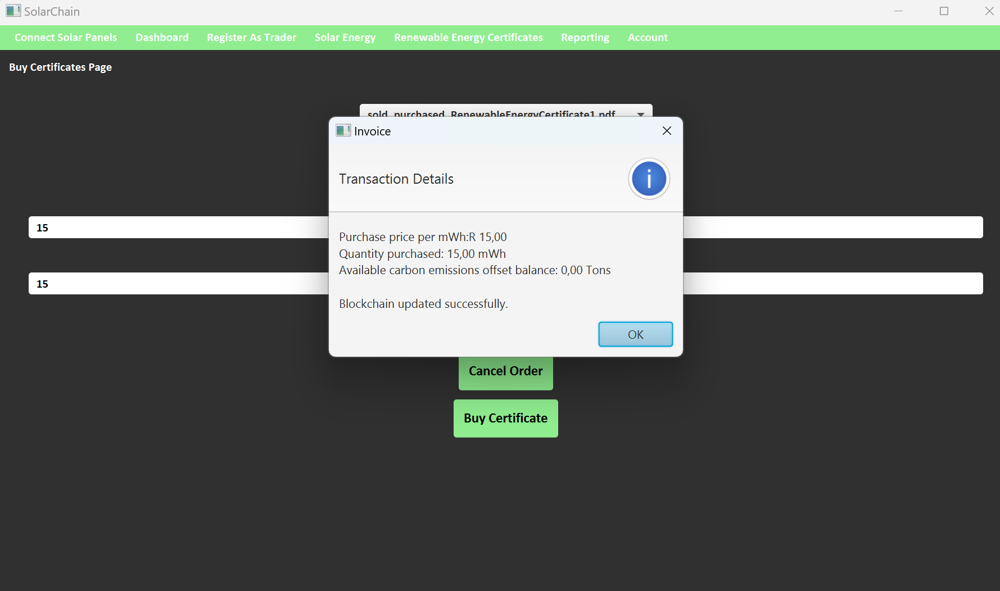 SolarChain
Connect Solar Panels Dashboard Register As Trader Solar Energy Renewable Energy Certificates Reporting Account
Buy Certificates Page
sold_purchased_RenewableEnergyCertificate1.pdf
Invoice
Transaction Details
15
Purchase price per mWh:R 15,00
Quantity purchased: 15,00 mWh
Available carbon emissions offset balance: 0,00 Tons
15
Blockchain updated successfully.
OK
Cancel Order
Buy Certificate